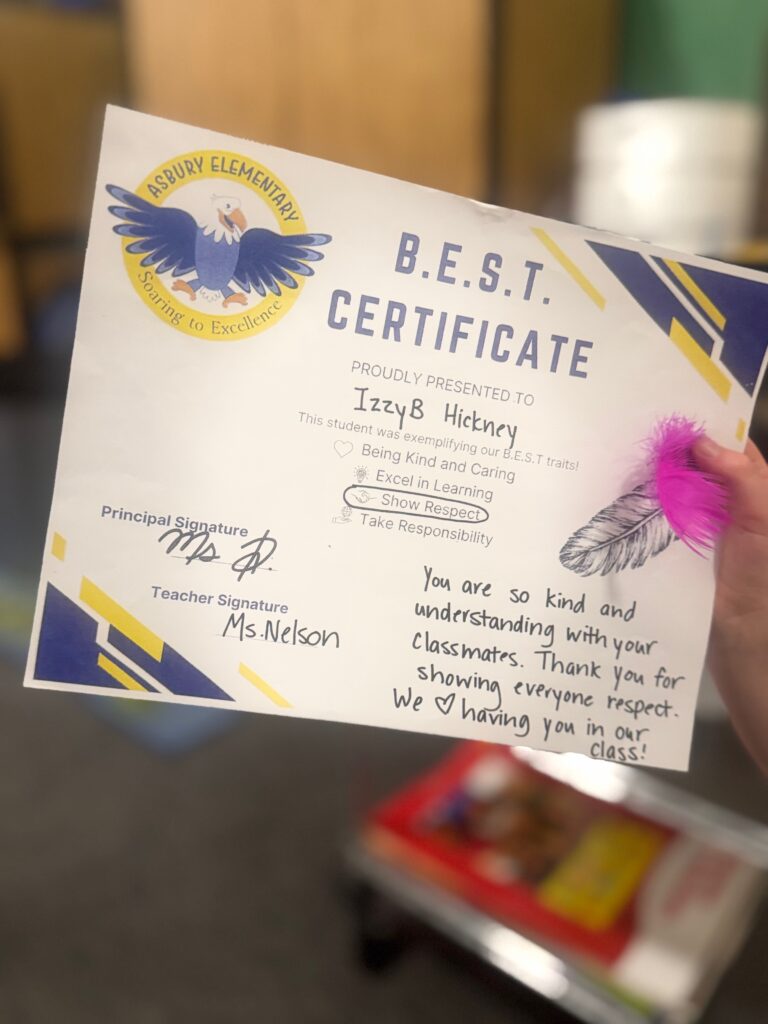 ASBURY ELEMENTARY
Soaring to Excellence
B.E.S.T.
CERTIFICATE
PROUDLY PRESENTED TO
IzzyB Hickney
This student was exemplifying our B.E.S.T traits!
Being Kind and Caring
Excel in Learning
Show Respect
Take Responsibility
Principal Signature
Ms
Teacher Signature
Ms. Nelson
You are so kind and
understanding with your
classmates. Thank you for
showing everyone respect.
We ♡ having you in our
class!